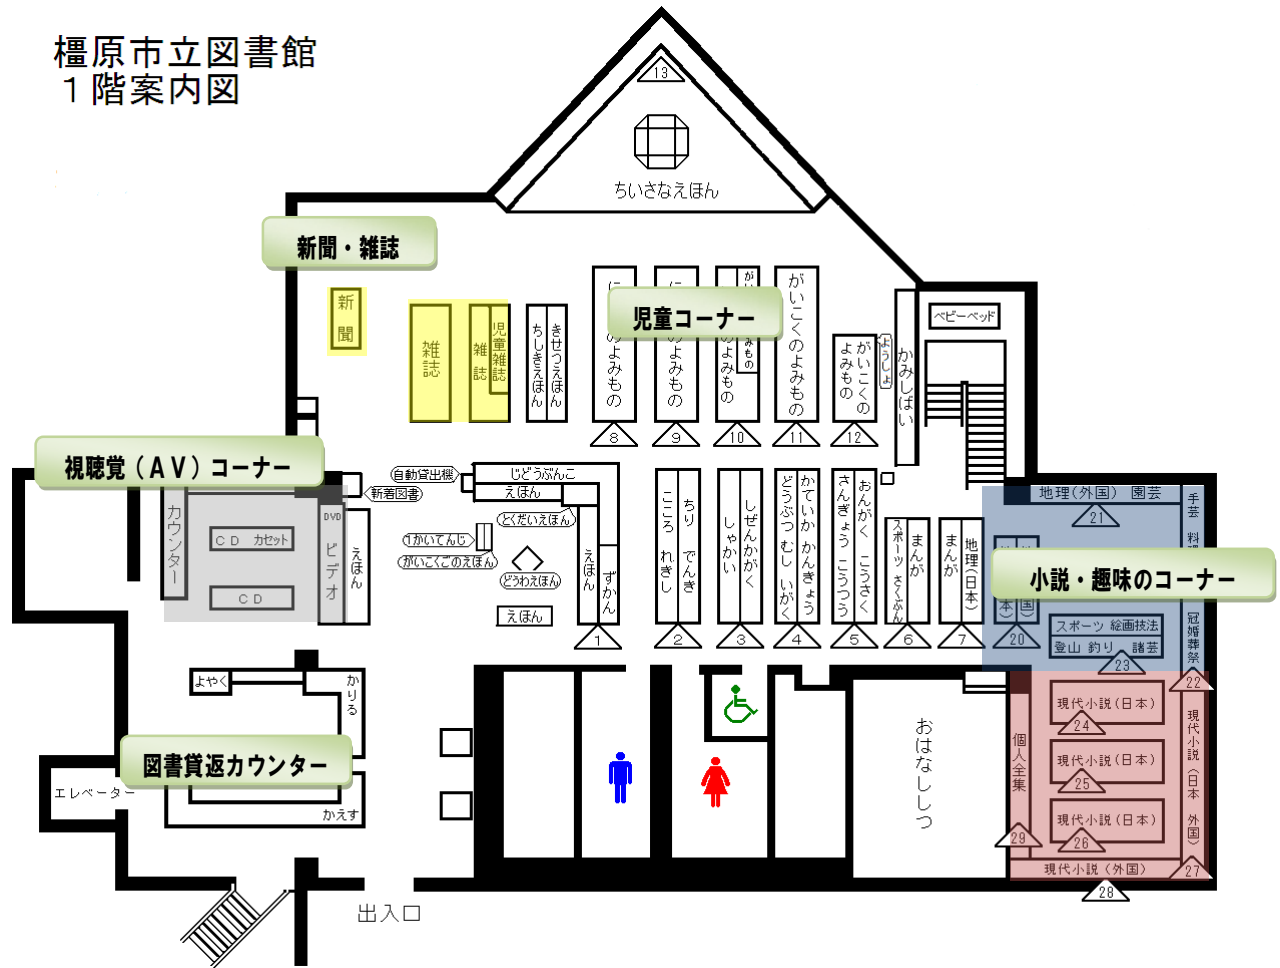 橿原市立図書館
１階案内図
13
ちいさなえほん
新聞・雑誌
新聞
雑誌
雑誌
児童雑誌
ちしきえほん
きせつえほん
児童コーナー
のよみもの
のよみもの
のよみもの
がいこくのよみもの
がいこくのよみもの
ようしょ
かみしばい
ベビーベッド
8
9
10
11
12
視聴覚（ＡＶ）コーナー
カウンター
ＣＤ カセット
ＣＤ
DVD
ビデオ
えほん
自動貸出機
新着図書
じどうぶんこ
えほん
とくだいえほん
1かいてんじ
がいこくごのえほん
どうわえほん
えほん
えほん
ずかん
こころ れきし
ちり でんき
しゃかい
しぜんかがく
どうぶつ むし いがく
かていか かんきょう
さんぎょう こうつう
おんがく こうさく
スポーツ さくぶん
まんが
まんが
地理(日本)
1
2
3
4
5
6
7
20
地理(外国) 園芸
21
手芸 料理
小説・趣味のコーナー
スポーツ 絵画技法
登山 釣り 諸芸
冠婚葬祭
23
22
現代小説(日本)
24
現代小説(日本)
25
現代小説(日本)
26
個人全集
29
現代小説(日本 外国)
27
現代小説(外国)
28
よやく
かりる
図書貸返カウンター
エレベーター
かえす
おはなししつ
出入口